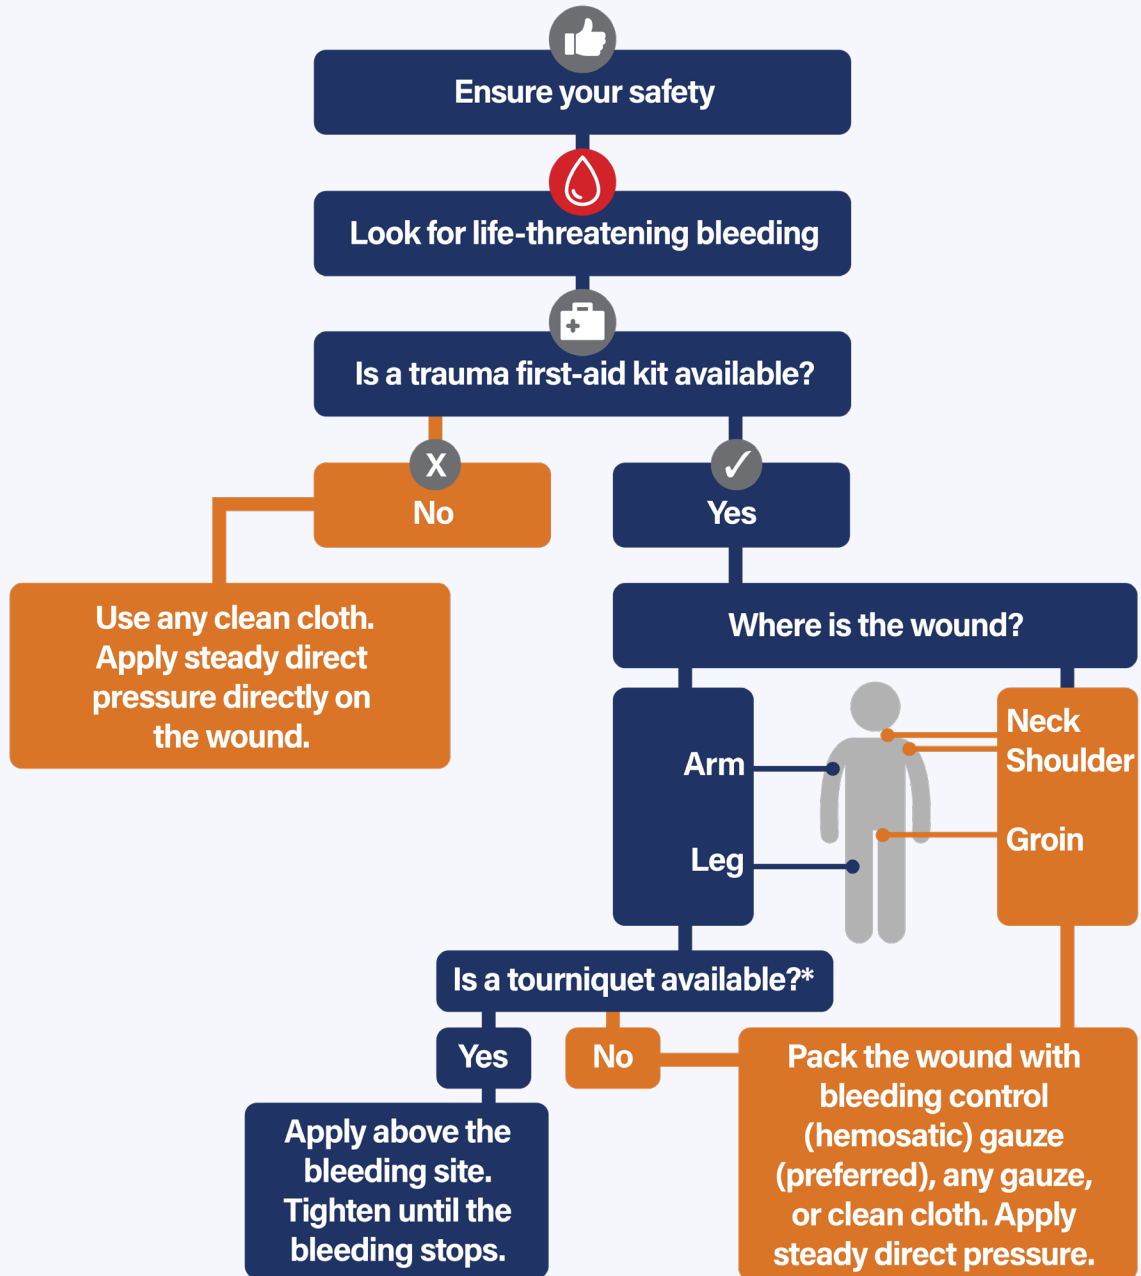 Ensure your safety
Look for life-threatening bleeding
Is a trauma first-aid kit available?
X
No
Yes
Use any clean cloth.
Apply steady direct
pressure directly on
the wound.
Where is the wound?
Arm
Leg
Neck
Shoulder
Groin
Is a tourniquet available?*
Yes
No
Apply above the
bleeding site.
Tighten until the
bleeding stops.
Pack the wound with
bleeding control
(hemosatic) gauze
(preferred), any gauze,
or clean cloth. Apply
steady direct pressure.